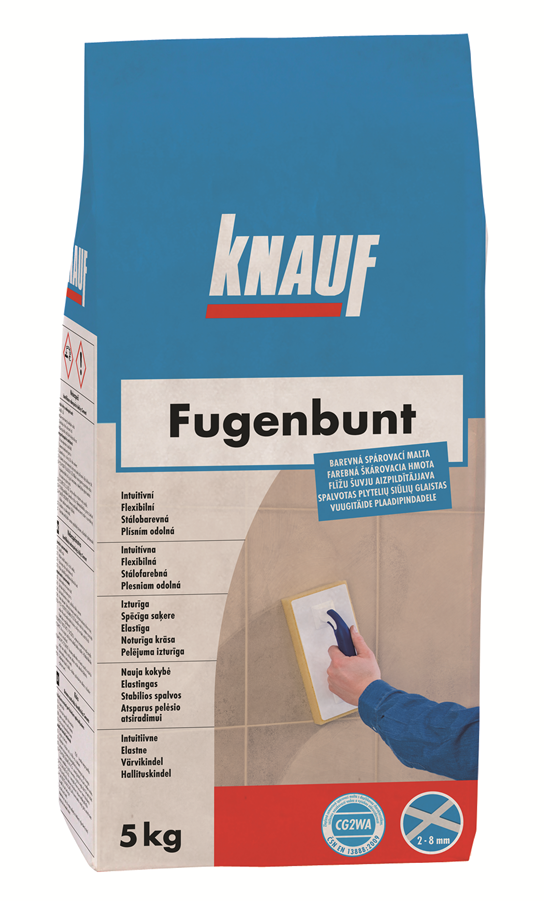 KNAUF
KNAUF
Fugenbunt
BAREVNÁ SPÁROVACÍ MALTA
FAREBNÁ ŠKÁROVACIA HMOTA
FLĪŽU ŠUVJU AIZPILDĪTĀJJAVA
SPALVOTAS PLYTELIŲ SIŪLIŲ GLAISTAS
VUUGITÄIDE PLAADIPINDADELE
Intuitivní
Flexibilní
Stálobarevná
Plísním odolná
Intuitívna
Flexibilná
Stálofarebná
Plesniam odolná
Izturīga
Spēcīga saķere
Elastīga
Noturīga krāsa
Pelējuma izturīga
Nauja kokybė
Elastingas
Stabilios spalvos
Atsparus pelėsio
atsiradimui
Intuitiivne
Elastne
Värvikindel
Hallituskindel
5 kg
CG2WA
ČSN EN 13888:2009
2 - 8 mm